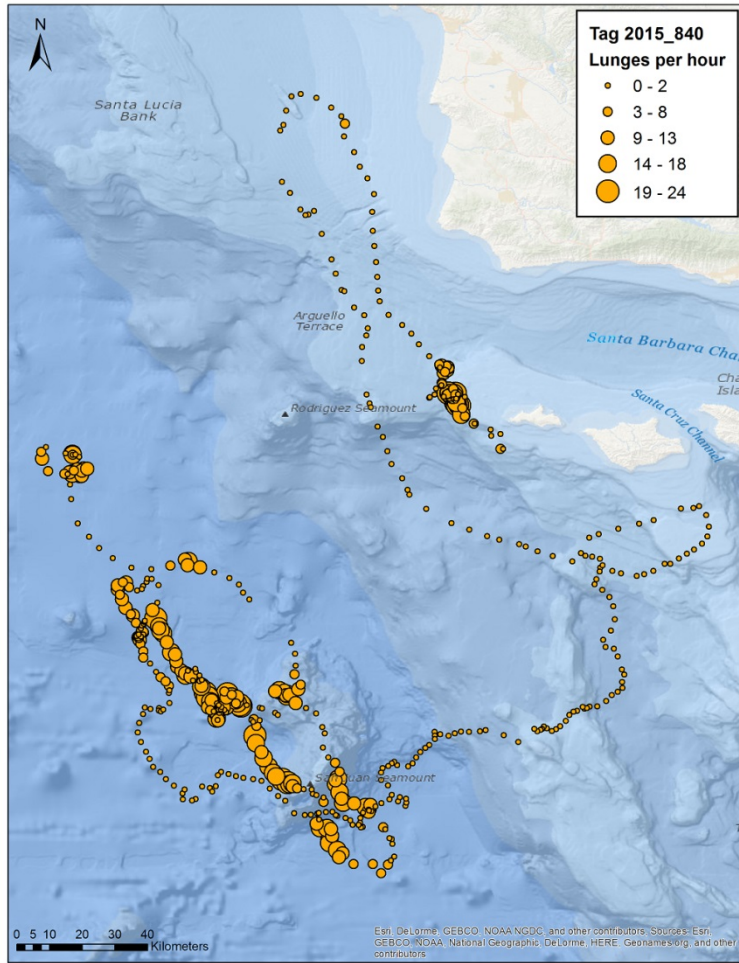 N
Tag 2015_840
Lunges per hour
0 - 2
3 - 8
9 - 13
14 - 18
19 - 24
Santa Lucia
Bank
Arguello
Terrace
Santa Barbara Chan
Cha
Isla
Rodriguez Seamount
Santa Cruz Channel
San Juan Seamount
0 5 10 20 30 40
Kilometers
Esri, DeLorme, GEBCO, NOAA NGDC, and other contributors. Sources: Esri,
GEBCO, NOAA, National Geographic, DeLorme, HERE, Geonames.org, and other
contributors